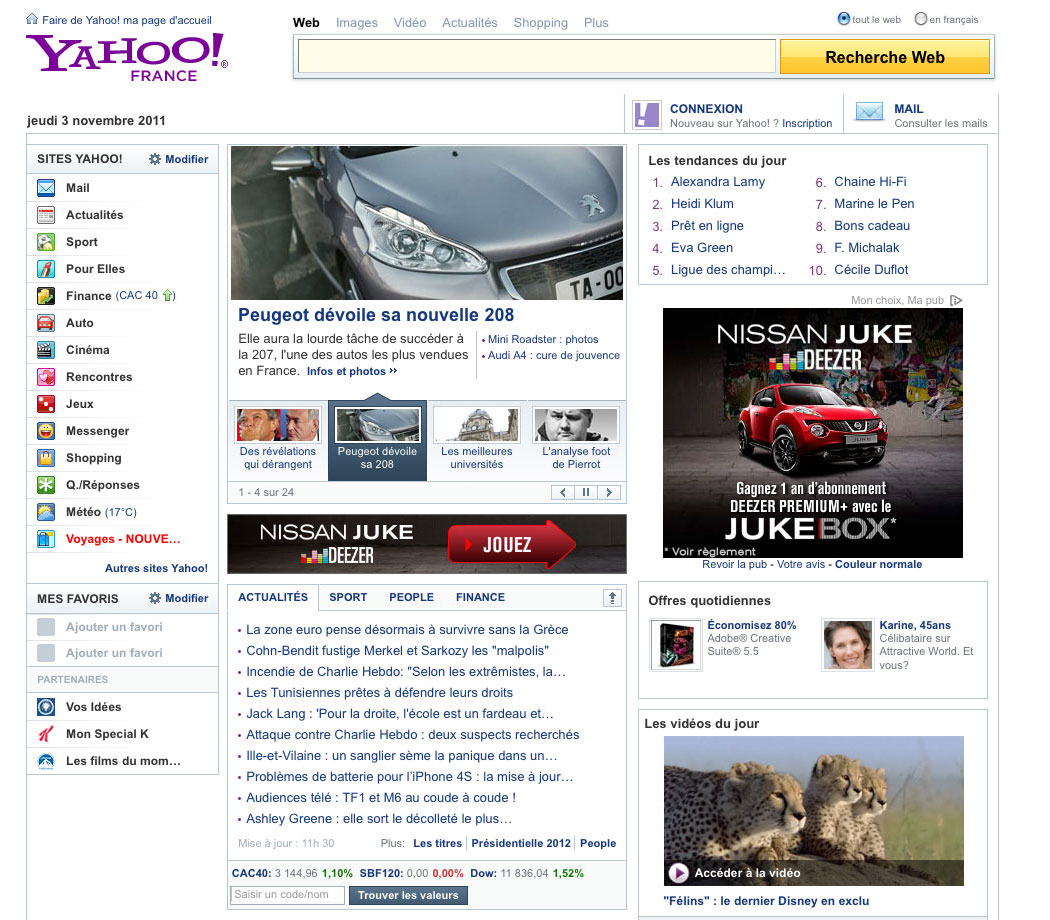 Faire de Yahoo! ma page d'accueil
YAHOO!®
FRANCE
Web Images Vidéo Actualités Shopping Plus
tout le web en français
Recherche Web
jeudi 3 novembre 2011
CONNEXION
Nouveau sur Yahoo! ? Inscription
MAIL
Consulter les mails
SITES YAHOO! Modifier
Mail
Actualités
Sport
Pour Elles
Finance (CAC 40 )
Auto
Cinéma
Rencontres
Jeux
Messenger
Shopping
Q./Réponses
Météo (17°C)
Voyages - NOUVE...
Autres sites Yahoo!
MES FAVORIS Modifier
Ajouter un favori
Ajouter un favori
PARTENAIRES
Vos Idées
Mon Special K
Les films du mom...
TA-00
Peugeot dévoile sa nouvelle 208
Elle aura la lourde tâche de succéder à
la 207, l'une des autos les plus vendues
en France. Infos et photos
• Mini Roadster : photos
• Audi A4 : cure de jouvence
Des révélations
qui dérangent
Peugeot dévoile
sa 208
Les meilleures
universités
L'analyse foot
de Pierrot
1 - 4 sur 24
NISSAN JUKE
DEEZER
JOUEZ
ACTUALITÉS SPORT PEOPLE FINANCE
• La zone euro pense désormais à survivre sans la Grèce
• Cohn-Bendit fustige Merkel et Sarkozy les "malpolis"
• Incendie de Charlie Hebdo: "Selon les extrêmistes, la...
• Les Tunisiennes prêtes à défendre leurs droits
• Jack Lang : 'Pour la droite, l'école est un fardeau et...
• Attaque contre Charlie Hebdo : deux suspects recherchés
• Ille-et-Vilaine : un sanglier sème la panique dans un...
• Problèmes de batterie pour l'iPhone 4S : la mise à jour...
• Audiences télé : TF1 et M6 au coude à coude !
• Ashley Greene : elle sort le décolleté le plus...
Mise à jour : 11h 30 Plus: Les titres Présidentielle 2012 People
CAC40: 3 144,96 1,10% SBF120: 0,00 0,00% Dow: 11 836,04 1,52%
Saisir un code/nom Trouver les valeurs
Les tendances du jour
1. Alexandra Lamy
2. Heidi Klum
3. Prêt en ligne
4. Eva Green
5. Ligue des champi...
6. Chaine Hi-Fi
7. Marine le Pen
8. Bons cadeau
9. F. Michalak
10. Cécile Duflot
Mon choix, Ma pub
NISSAN JUKE
DEEZER
JUKE
Gagnez 1 an d'abonnement
DEEZER PREMIUM+ avec le
JUKEBOX*
* Voir règlement
Revoir la pub - Votre avis - Couleur normale
Offres quotidiennes
Économisez 80%
Adobe® Creative
Suite® 5.5
Karine, 45ans
Célibataire sur
Attractive World. Et
vous?
Les vidéos du jour
Accéder à la vidéo
"Félins" : le dernier Disney en exclu